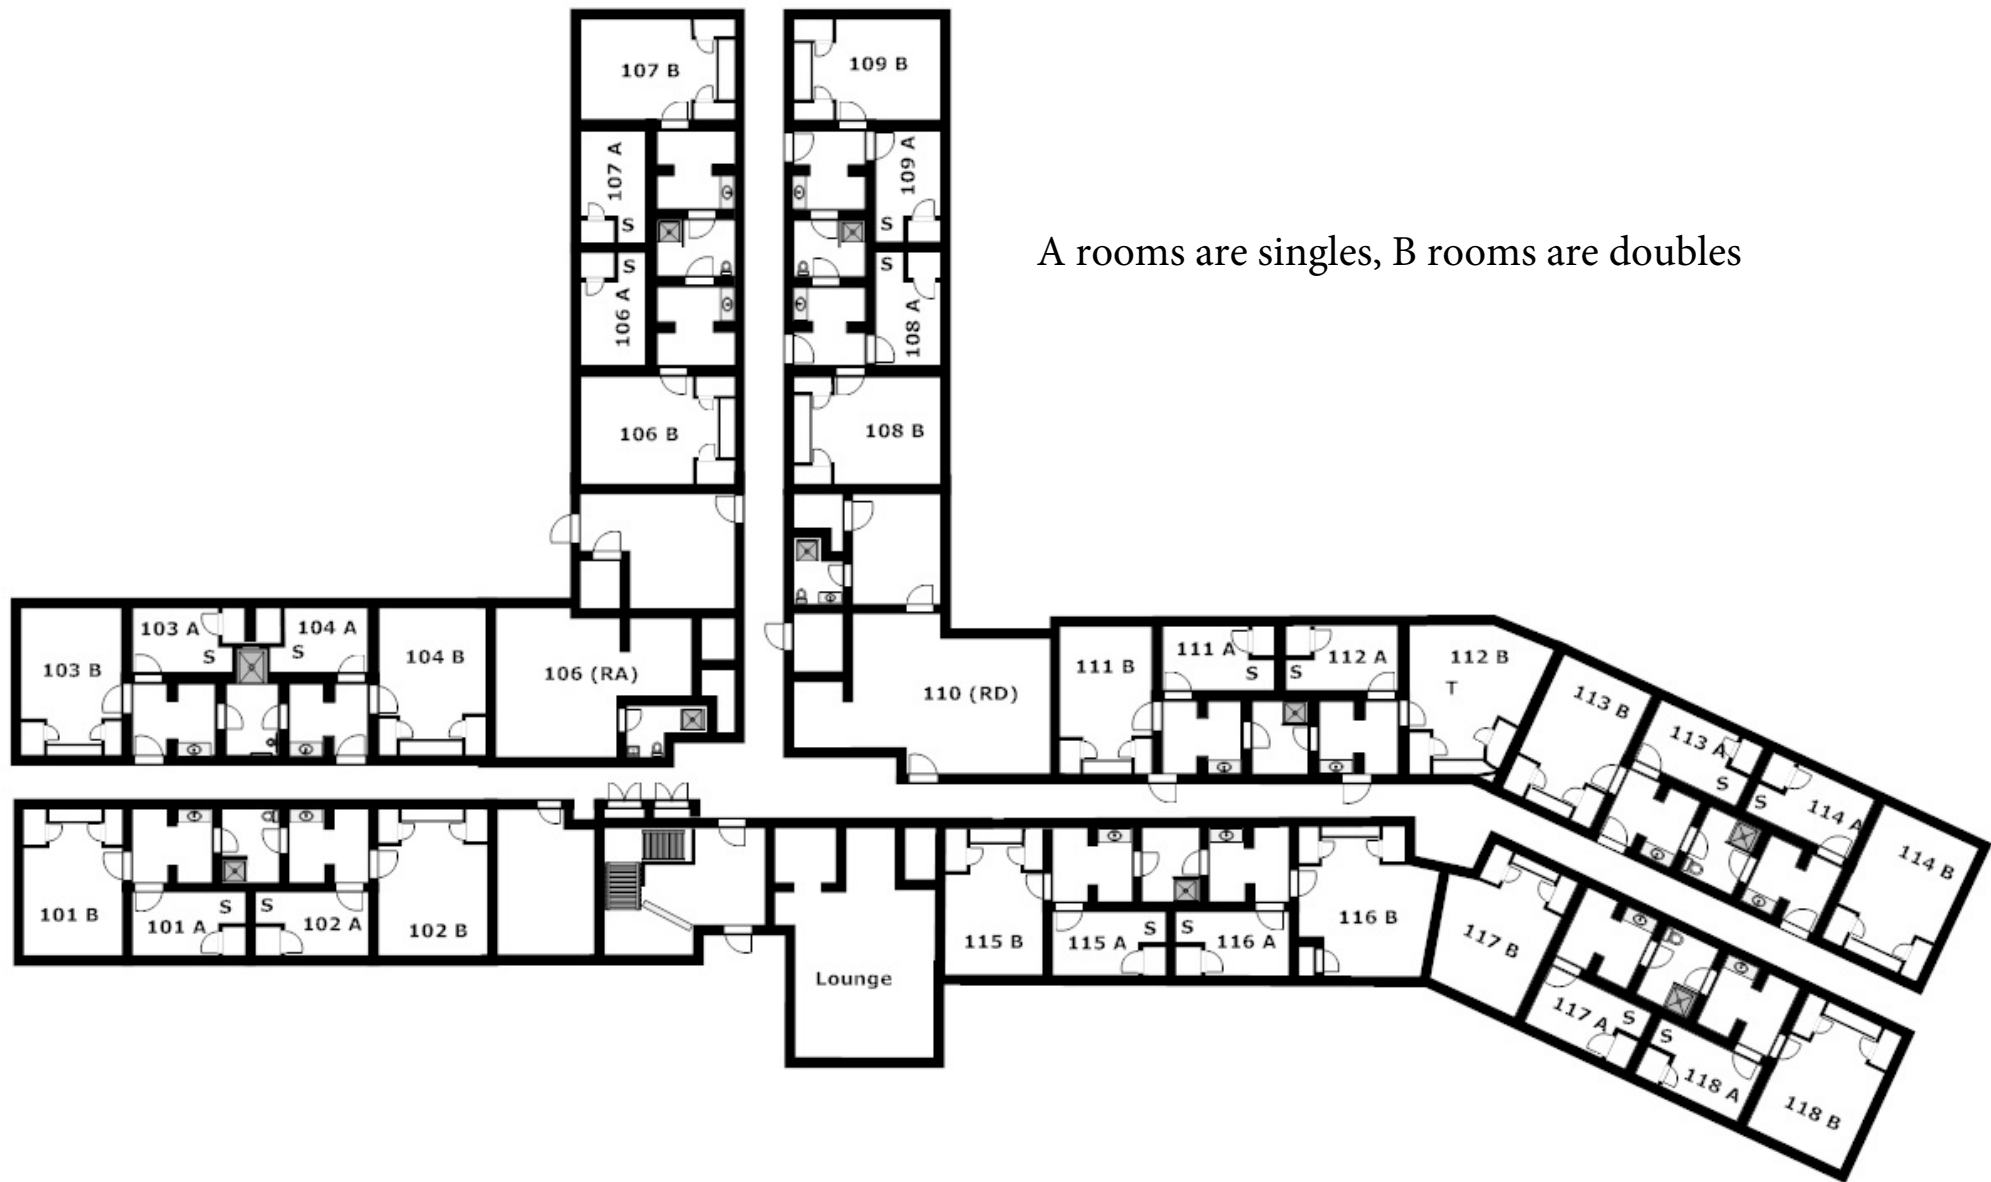 107 B
109 B
107 A
S
109 A
S
A rooms are singles, B rooms are doubles
S
106 A
S
108 A
106 B
108 B
103 B
103 A
S
104 A
S
104 B
106 (RA)
110 (RD)
111 B
111 A
S
112 A
S
112 B
T
113 B
113 A
S
114 A
S
114 B
101 B
101 A
S
102 A
S
102 B
Lounge
115 B
115 A
S
116 A
S
116 B
117 B
117 A
S
118 A
S
118 B